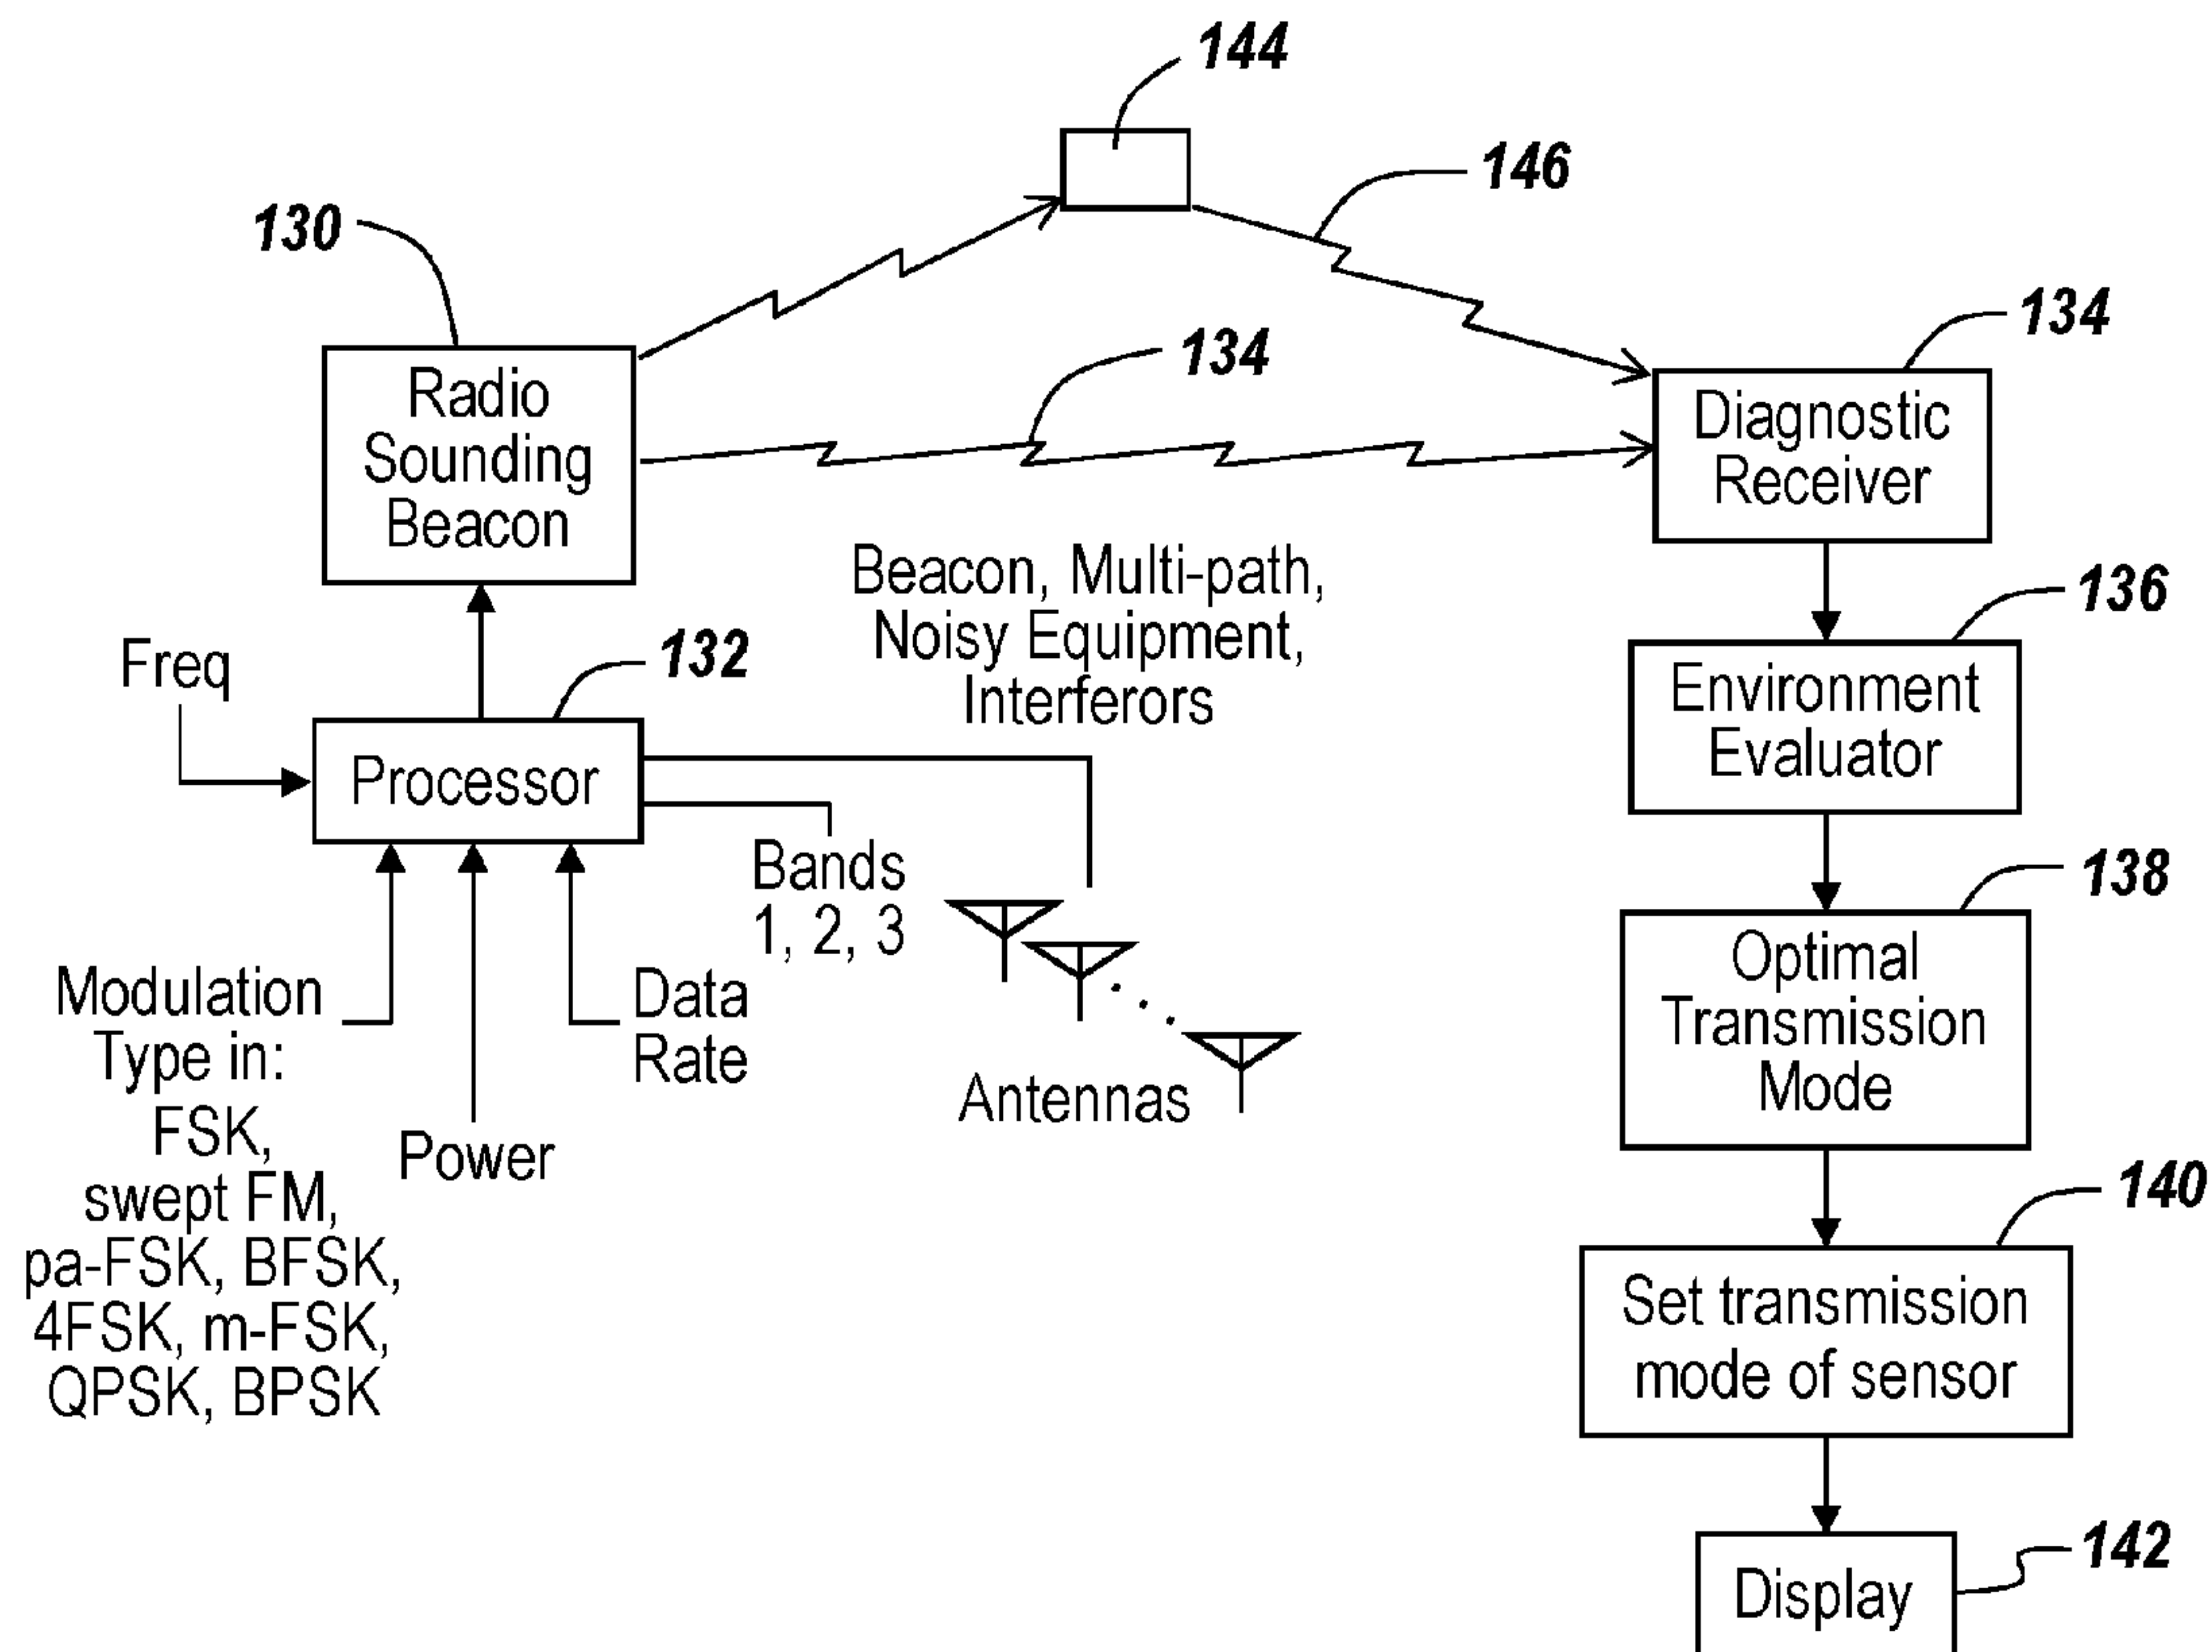 144
146
130
134
134
Radio
Sounding
Beacon
Diagnostic
Receiver
Beacon, Multi-path,
Noisy Equipment,
Interferors
136
132
Freq
Environment
Evaluator
Processor
Bands
1, 2, 3
138
Modulation
Type in:
FSK,
swept FM,
pa-FSK, BFSK,
4FSK, m-FSK,
QPSK, BPSK
Power
Data
Rate
Antennas
Optimal
Transmission
Mode
140
Set transmission
mode of sensor
142
Display